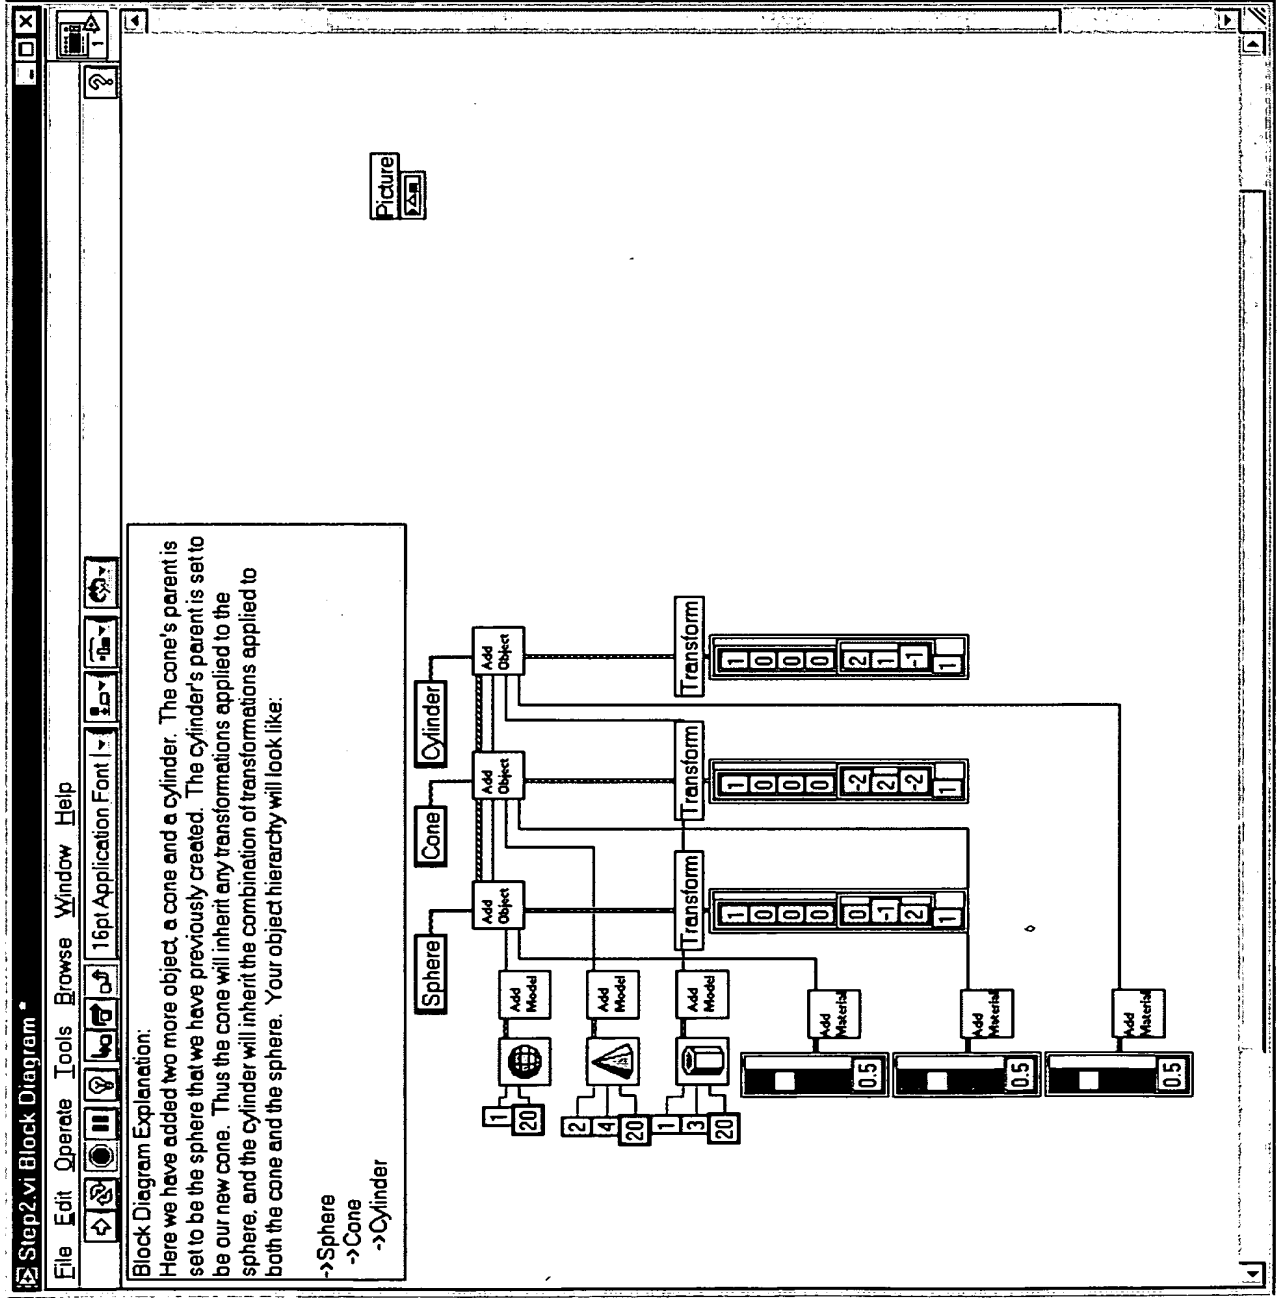 Step2.vi Block Diagram *
File Edit Operate Tools Browse Window Help
16pt Application Font
?
1
Block Diagram Explanation:
Here we have added two more object, a cone and a cylinder. The cone's parent is
set to be the sphere that we have previously created. The cylinder's parent is set to
be our new cone. Thus the cone will inherit any transformations applied to the
sphere, and the cylinder will inherit the combination of transformations applied to
both the cone and the sphere. Your object hierarchy will look like:
->Sphere
->Cone
->Cylinder
Picture
Sphere
Cone
Cylinder
Add
Object
Add
Object
Add
Object
1
20
Add
Model
2
4
20
Add
Model
1
3
20
Add
Model
Transform
Transform
Transform
1
0
0
0
0
-1
2
1
1
0
0
0
-2
2
-2
1
1
0
0
0
2
1
-1
1
0.5
Add
Material
0.5
Add
Material
0.5
Add
Material